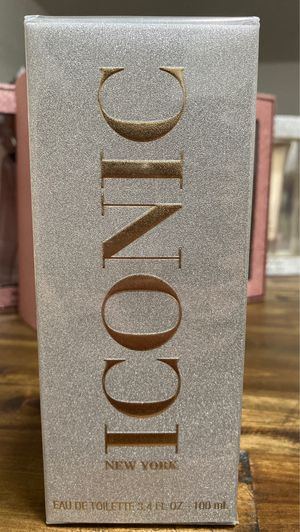 ICONIC
NEW YORK
EAU DE TOILETTE 3.4 FL OZ - 100 ml.